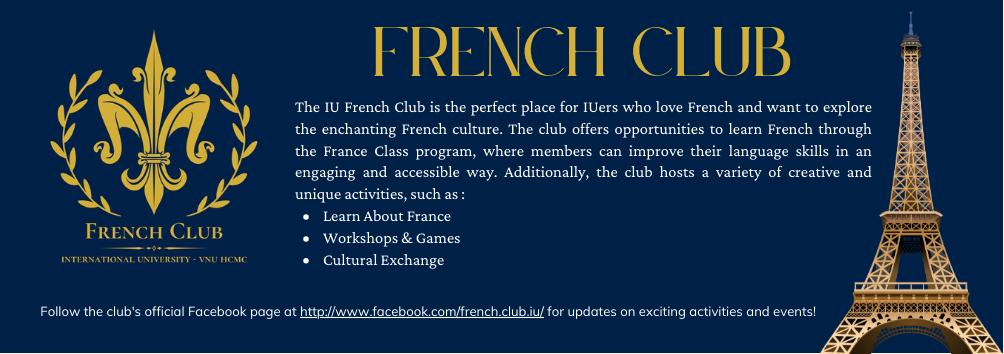 FRENCH CLUB
The IU French Club is the perfect place for IUers who love French and want to explore
the enchanting French culture. The club offers opportunities to learn French through
the France Class program, where members can improve their language skills in an
engaging and accessible way. Additionally, the club hosts a variety of creative and
unique activities, such as :
• Learn About France
• Workshops & Games
• Cultural Exchange
FRENCH CLUB
INTERNATIONAL UNIVERSITY - VNU HCMC
Follow the club's official Facebook page at http://www.facebook.com/french.club.iu/ for updates on exciting activities and events!